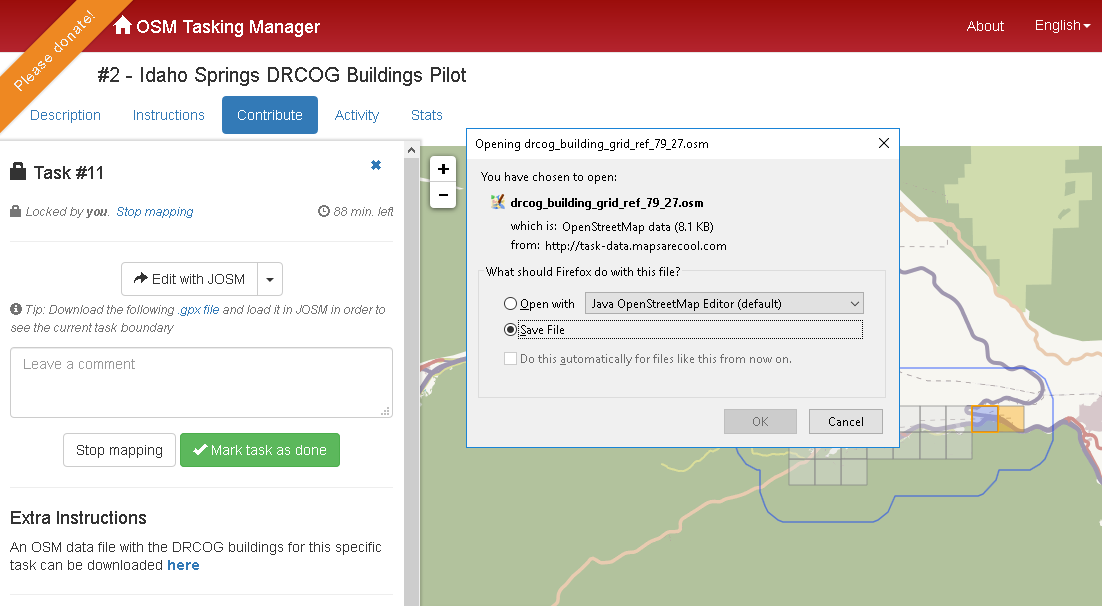 Please donate!
OSM Tasking Manager
About
English
#2 - Idaho Springs DRCOG Buildings Pilot
Description
Instructions
Contribute
Activity
Stats
Task #11
Locked by you. Stop mapping
88 min. left
Edit with JOSM
Tip: Download the following .gpx file and load it in JOSM in order to
see the current task boundary
Leave a comment
Stop mapping
Mark task as done
Extra Instructions
An OSM data file with the DRCOG buildings for this specific
task can be downloaded here
+
−
Opening drcog_building_grid_ref_79_27.osm
You have chosen to open:
drcog_building_grid_ref_79_27.osm
which is: OpenStreetMap data (8.1 KB)
from: http://task-data.mapsarecool.com
What should Firefox do with this file?
Open with
Java OpenStreetMap Editor (default)
Save File
Do this automatically for files like this from now on.
OK
Cancel